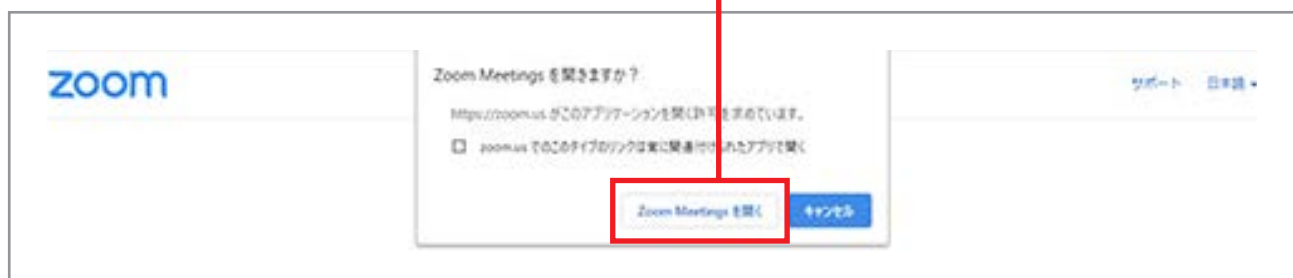 zoom
サポート 日本語
Zoom Meetings を開きますか？
https://zoom.us がこのアプリケーションを開く許可を求めています。
zoom.us でのこのタイプのリンクは常に関連付けられたアプリで開く
Zoom Meetings を開く キャンセル